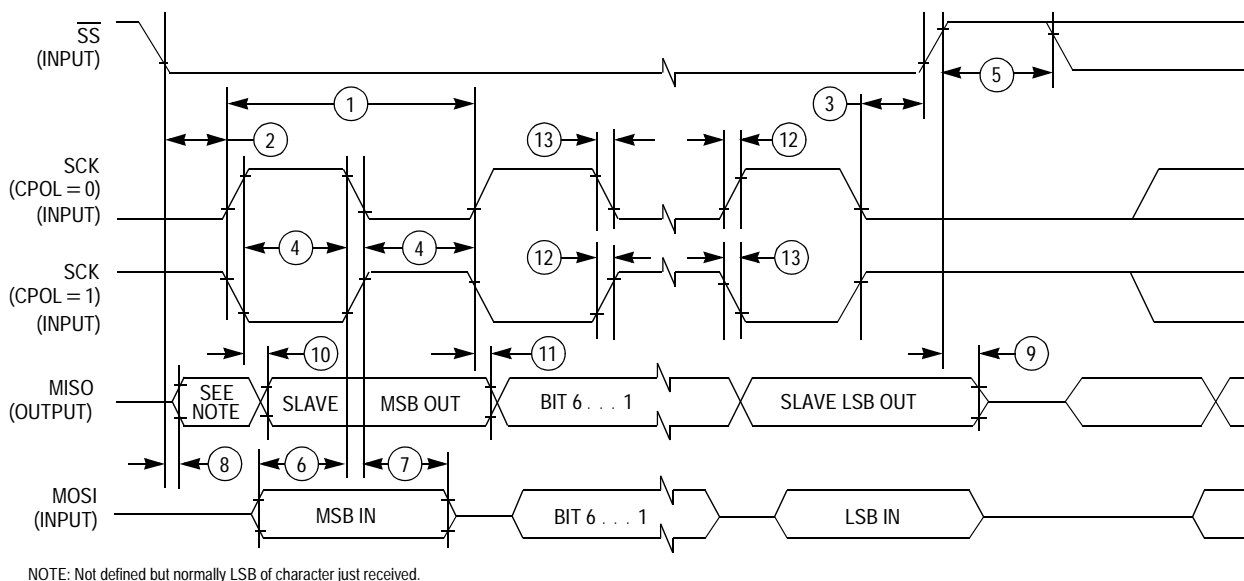 SS
(INPUT)
1
2
3
5
13
12
SCK
(CPOL = 0)
(INPUT)
4
4
12
13
SCK
(CPOL = 1)
(INPUT)
10
11
9
MISO
(OUTPUT)
SEE
NOTE
SLAVE
MSB OUT
BIT 6 . . . 1
SLAVE LSB OUT
8
6
7
MOSI
(INPUT)
MSB IN
BIT 6 . . . 1
LSB IN
NOTE: Not defined but normally LSB of character just received.